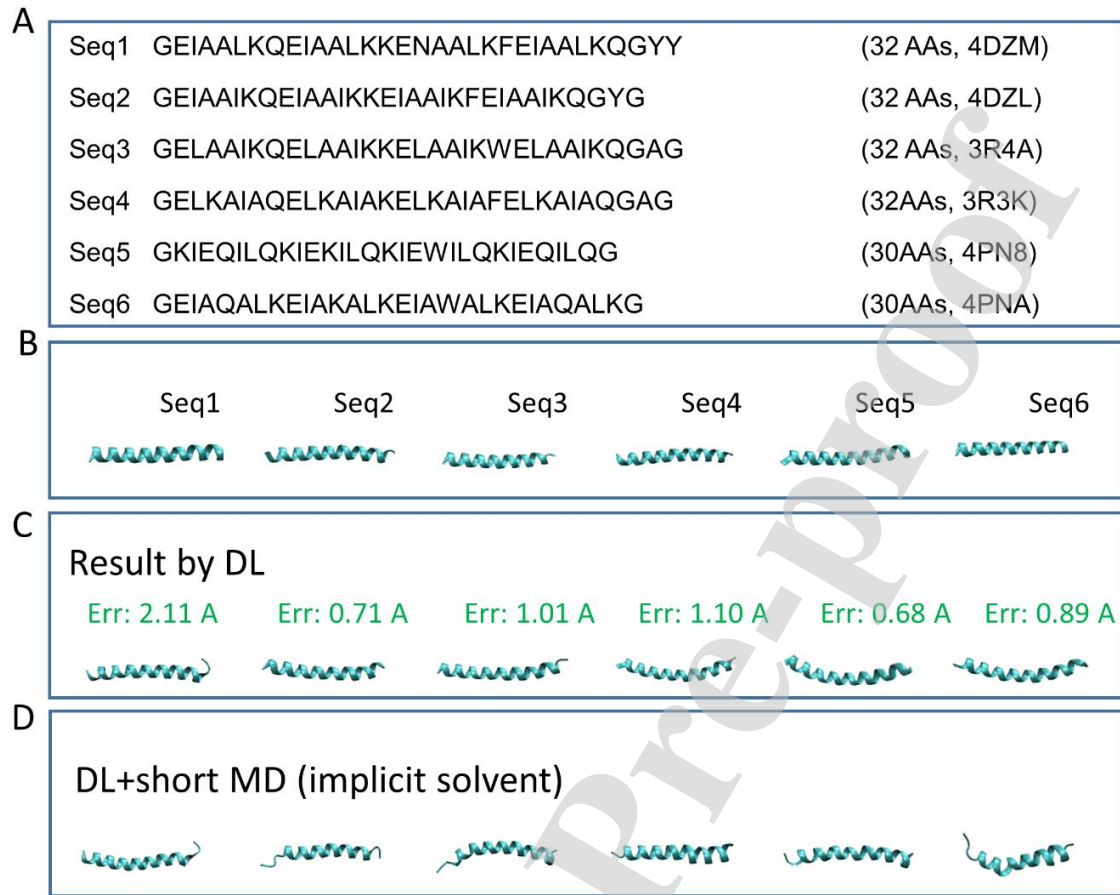 A
Seq1 GEIAALKQEIAALKKENAALKFEIAALKQGYY (32 AAs, 4DZM)
Seq2 GEIAAIKQEIAAIKKEIAAIKFEIAAIKQGYG (32 AAs, 4DZL)
Seq3 GELAAIKQELAAIKKELAAIKWELAAIKQGAG (32 AAs, 3R4A)
Seq4 GELKAIAQELKAIAKELKAIAFELKAIAQGAG (32AAs, 3R3K)
Seq5 GKIEQILQKIEKILQKIEWILQKIEQILQG (30AAs, 4PN8)
Seq6 GEIAQALKEIAKALKEIAWALKEIAQALKG (30AAs, 4PNA)
B
Seq1 Seq2 Seq3 Seq4 Seq5 Seq6
C
Result by DL
Err: 2.11 A Err: 0.71 A Err: 1.01 A Err: 1.10 A Err: 0.68 A Err: 0.89 A
D
DL+short MD (implicit solvent)
Pre-proof